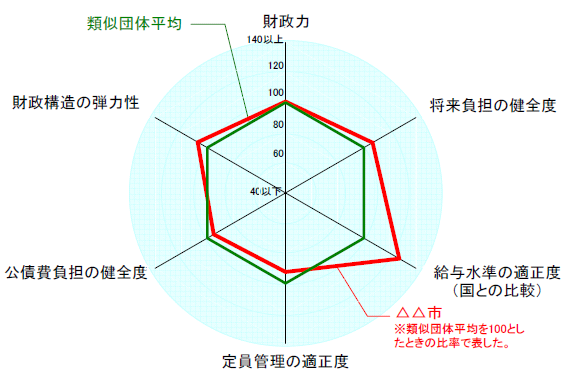 類似団体平均
財政力
140以上
120
100
80
60
40以下
財政構造の弾力性
将来負担の健全度
公債費負担の健全度
給与水準の適正度
（国との比較）
定員管理の適正度
△△市
※類似団体平均を100とし
たときの比率で表した。